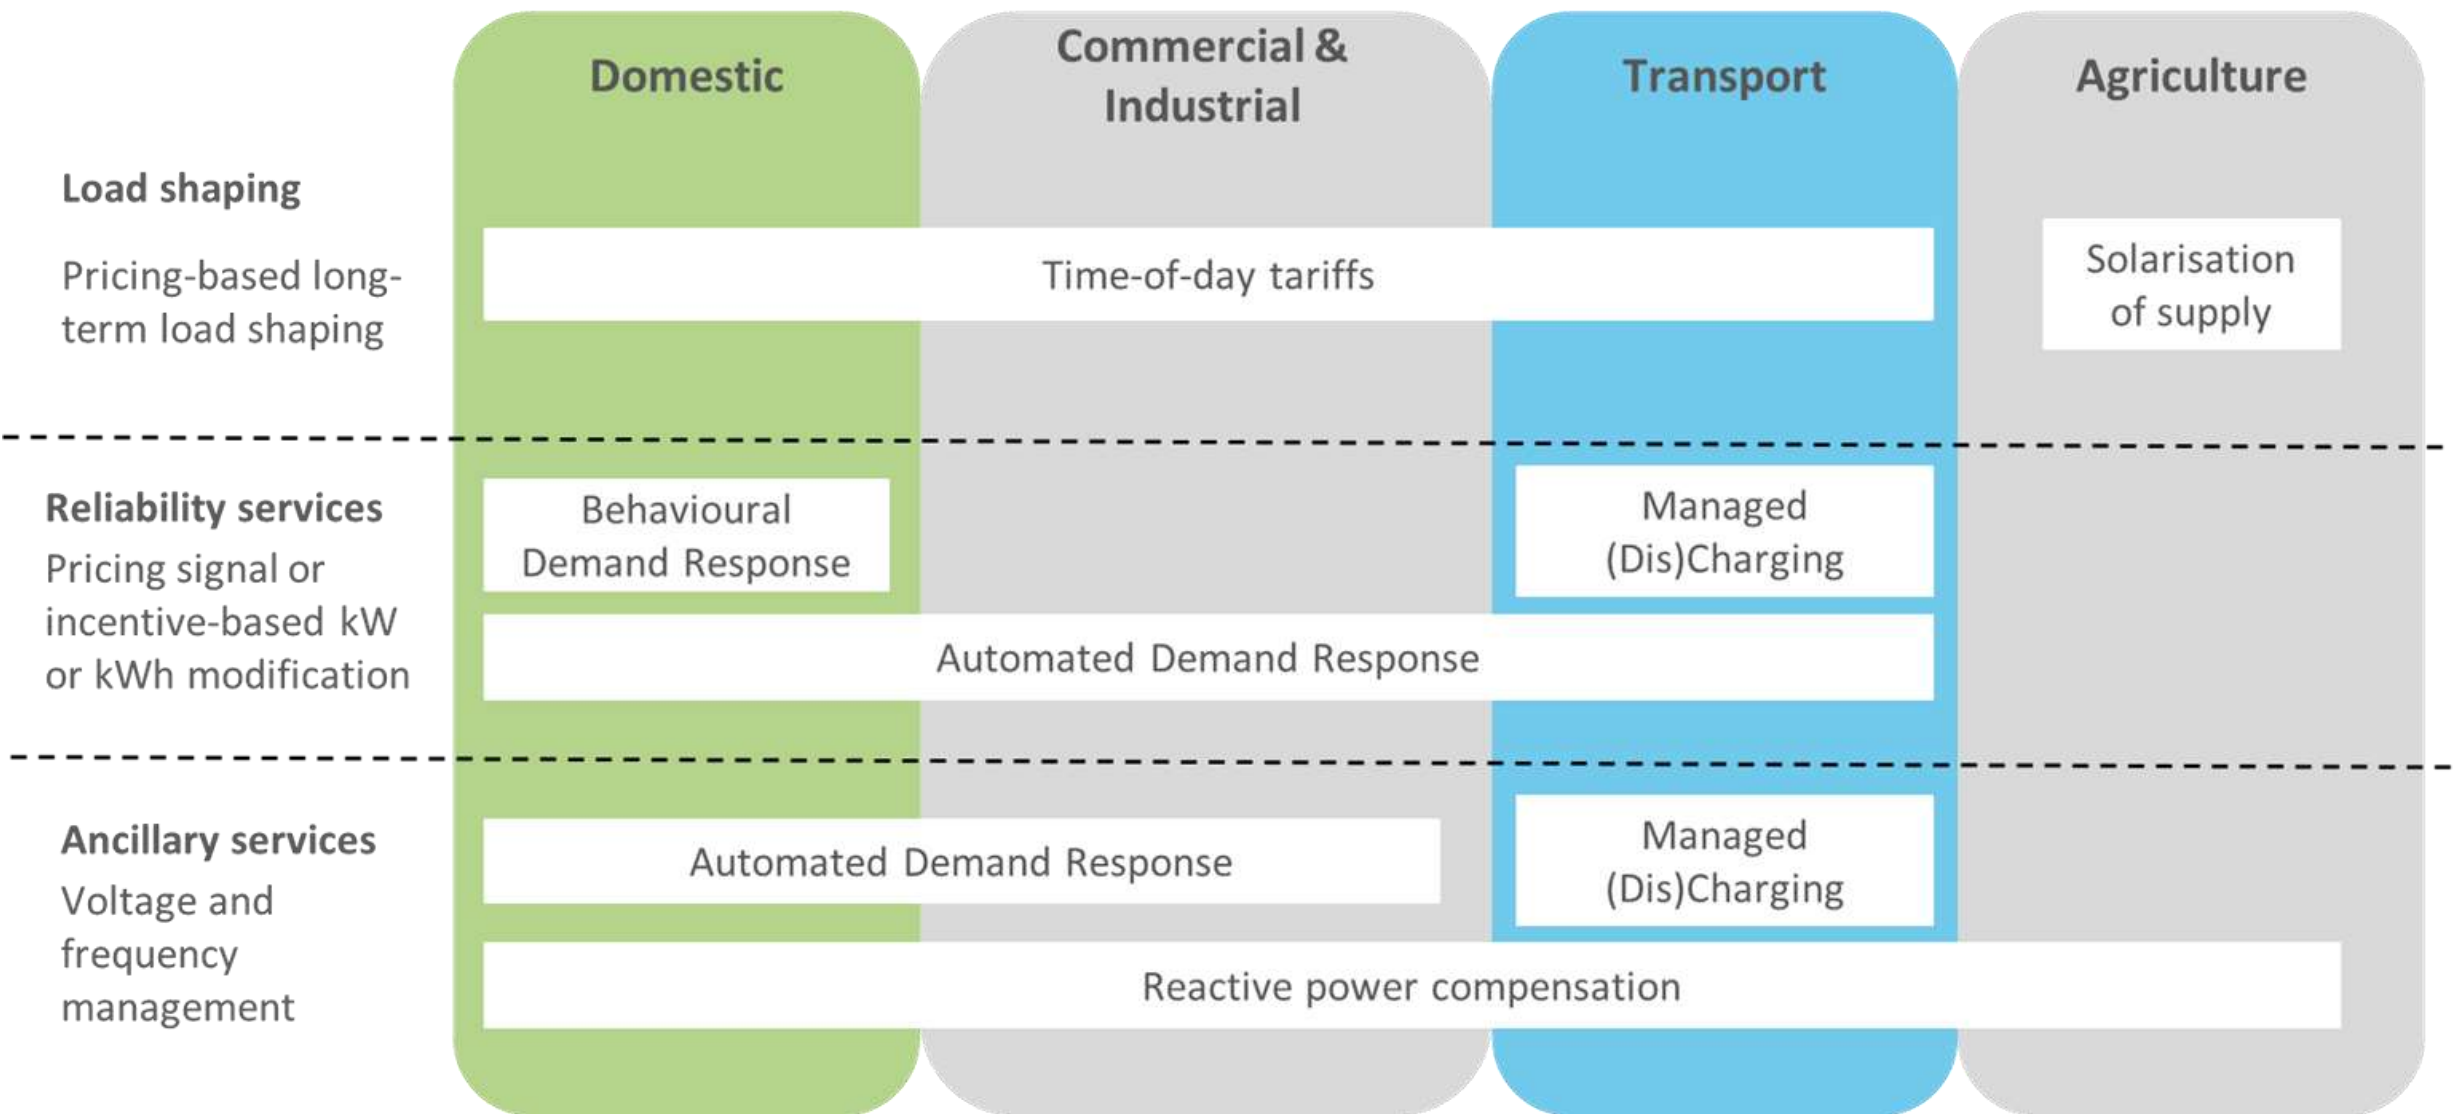 Domestic
Commercial &
Industrial
Transport
Agriculture
Load shaping
Pricing-based long-
term load shaping
Time-of-day tariffs
Solarisation
of supply
Reliability services
Pricing signal or
incentive-based kW
or kWh modification
Behavioural
Demand Response
Managed
(Dis)Charging
Automated Demand Response
Ancillary services
Voltage and
frequency
management
Automated Demand Response
Managed
(Dis)Charging
Reactive power compensation